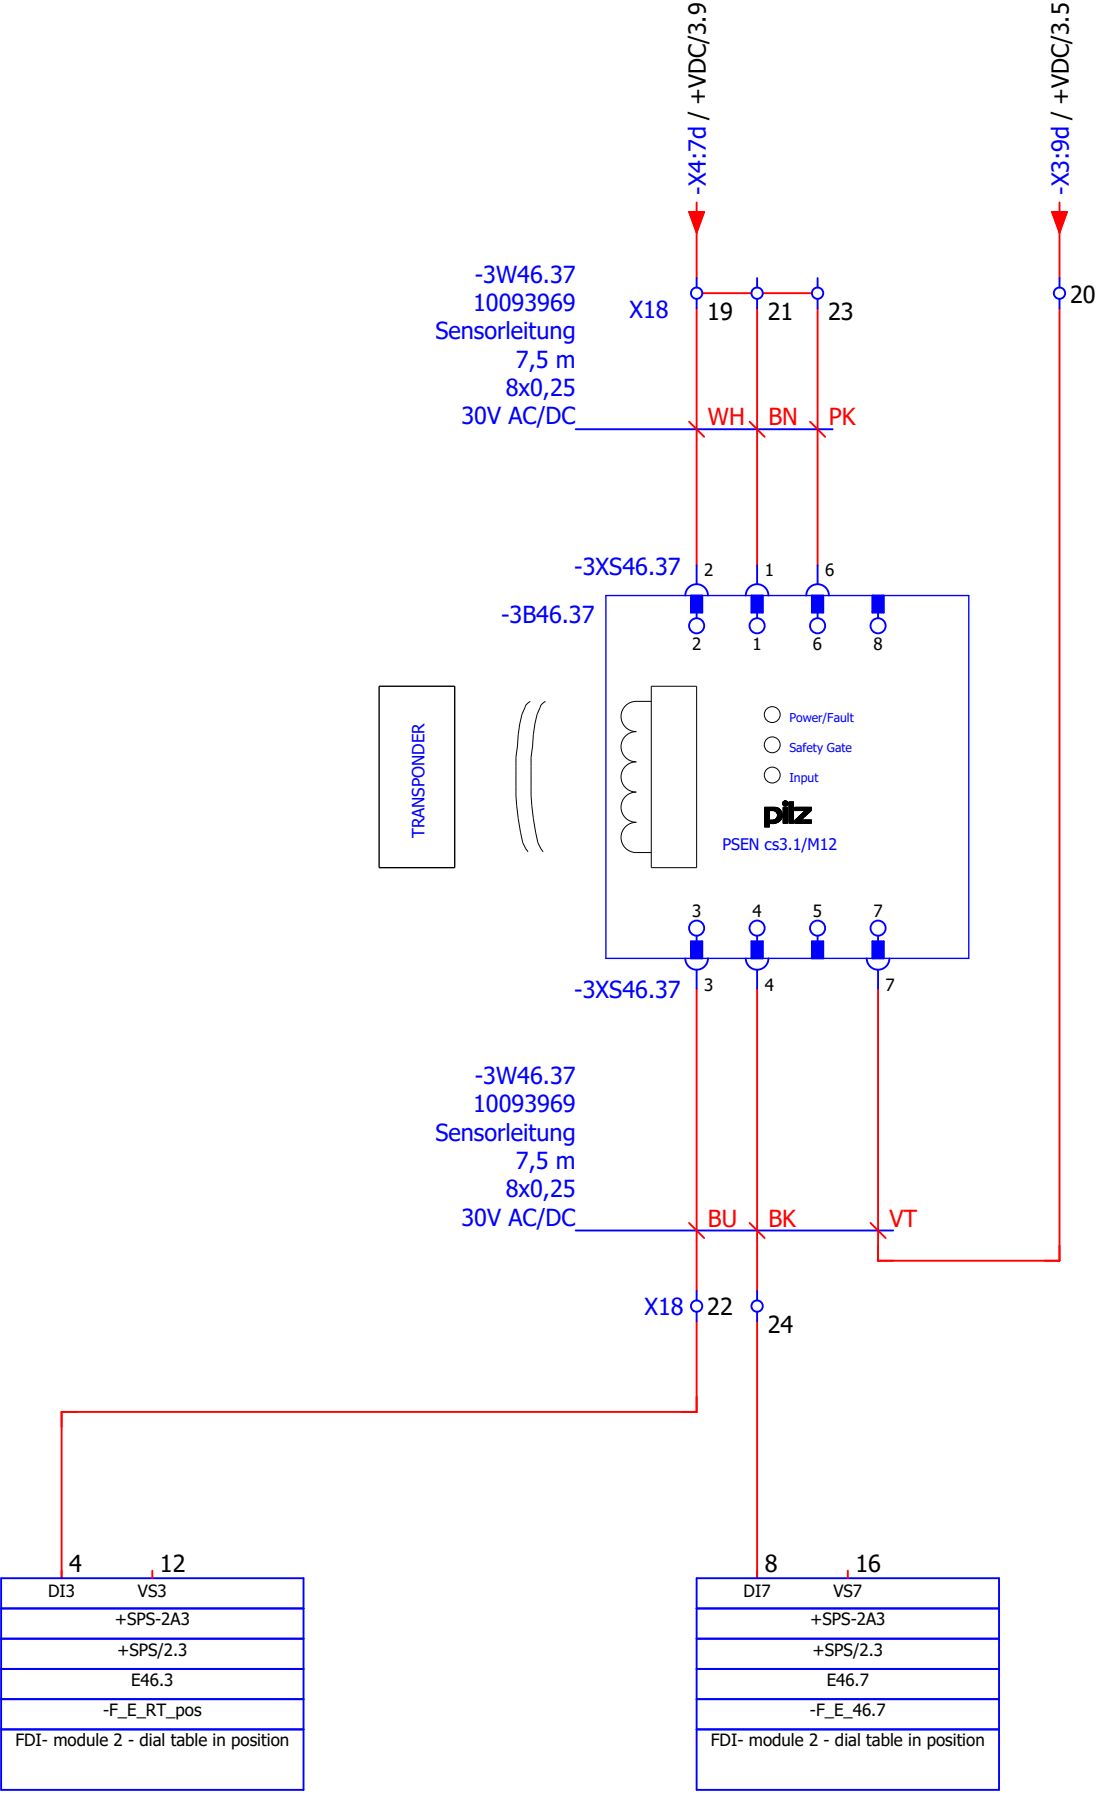 -X4:7d / +VDC/3.9
-X3:9d / +VDC/3.5
-3W46.37
10093969
Sensorleitung
7,5 m
8x0,25
30V AC/DC
X18
19
21
23
20
WH
BN
PK
-3XS46.37
2
1
6
-3B46.37
2
1
6
8
TRANSPONDER
Power/Fault
Safety Gate
Input
pilz
PSEN cs3.1/M12
3
4
5
7
-3XS46.37
3
4
7
-3W46.37
10093969
Sensorleitung
7,5 m
8x0,25
30V AC/DC
BU
BK
VT
X18
22
24
4
12
DI3
VS3
+SPS-2A3
+SPS/2.3
E46.3
-F_E_RT_pos
FDI- module 2 - dial table in position
8
16
DI7
VS7
+SPS-2A3
+SPS/2.3
E46.7
-F_E_46.7
FDI- module 2 - dial table in position